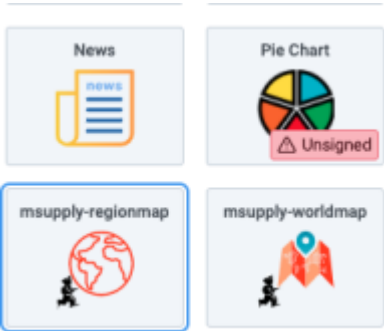 News
news
Pie Chart
Unsigned
msupply-regionmap
msupply-worldmap